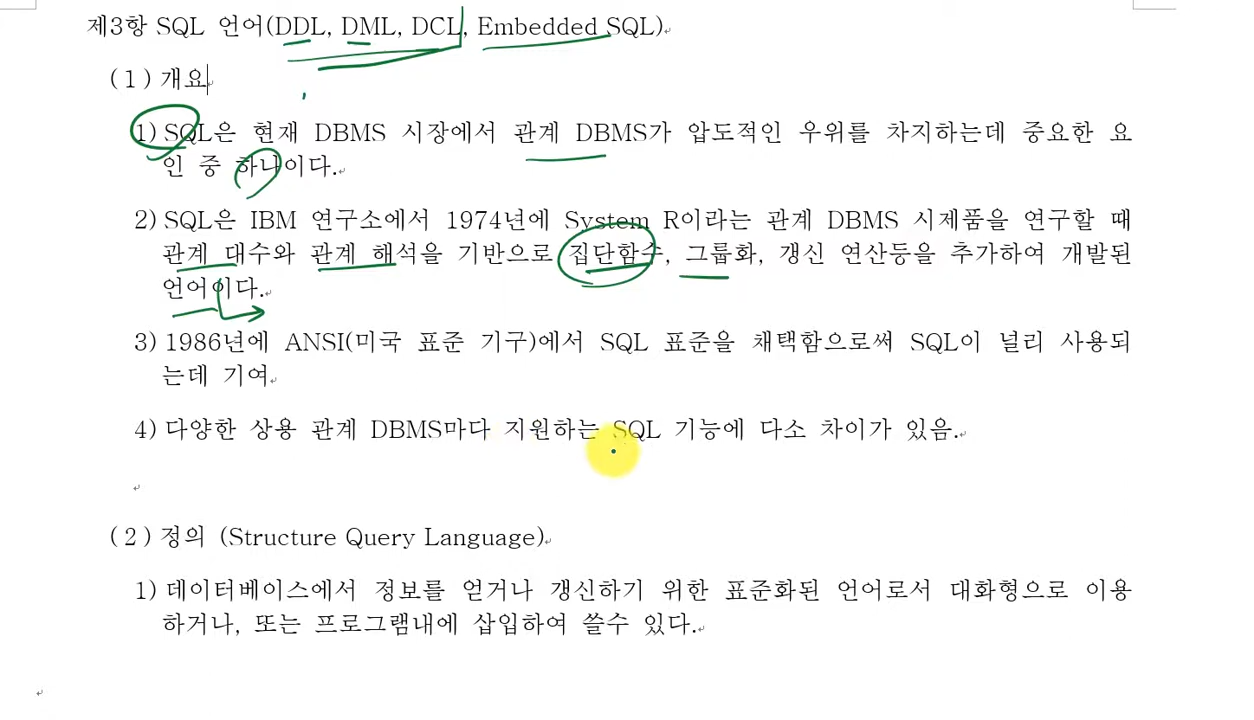 제3항 SQL 언어(DDL, DML, DCL, Embedded SQL)
(1) 개요
1) SQL은 현재 DBMS 시장에서 관계 DBMS가 압도적인 우위를 차지하는데 중요한 요
인 중 하나이다.
2) SQL은 IBM 연구소에서 1974년에 System R이라는 관계 DBMS 시제품을 연구할 때
관계 대수와 관계 해석을 기반으로 집단함수, 그룹화, 갱신 연산등을 추가하여 개발된
언어이다.
3) 1986년에 ANSI(미국 표준 기구)에서 SQL 표준을 채택함으로써 SQL이 널리 사용되
는데 기여
4) 다양한 상용 관계 DBMS마다 지원하는 SQL 기능에 다소 차이가 있음.
(2) 정의 (Structure Query Language)
1) 데이터베이스에서 정보를 얻거나 갱신하기 위한 표준화된 언어로서 대화형으로 이용
하거나, 또는 프로그램내에 삽입하여 쓸수 있다.